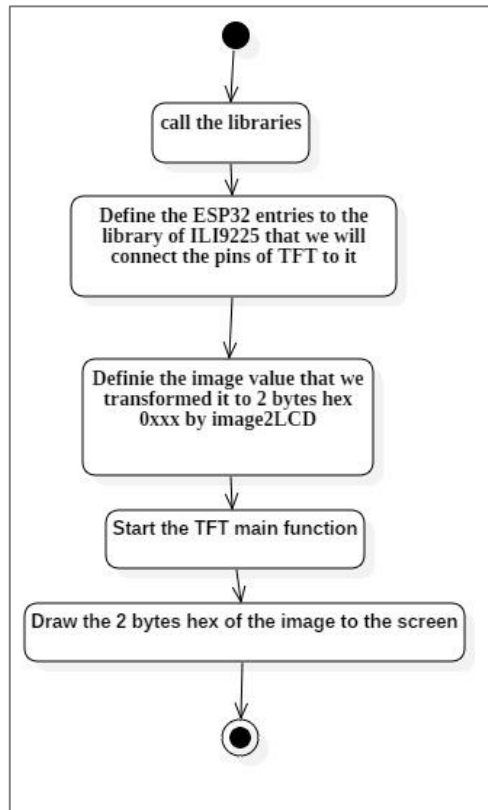 call the libraries
Define the ESP32 entries to the
library of ILI9225 that we will
connect the pins of TFT to it
Definie the image value that we
transformed it to 2 bytes hex
0xxx by image2LCD
Start the TFT main function
Draw the 2 bytes hex of the image to the screen